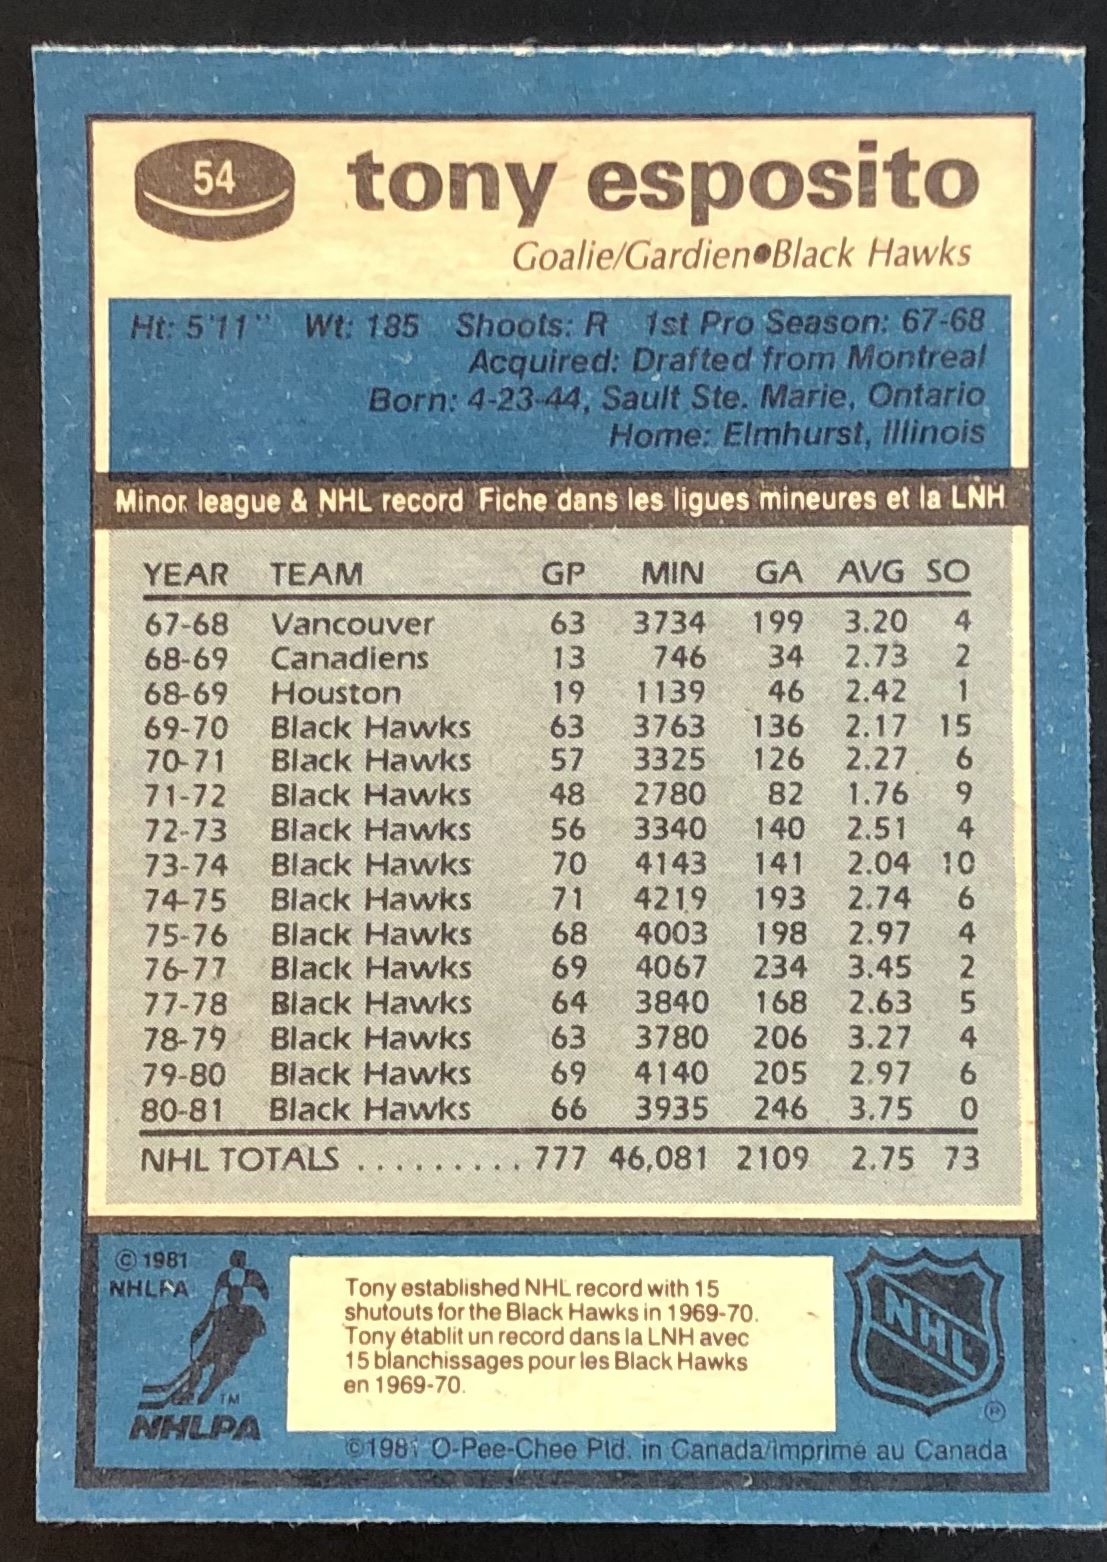 54
tony esposito
Goalie/Gardien●Black Hawks
Ht: 5'11" Wt: 185 Shoots: R 1st Pro Season: 67-68
Acquired: Drafted from Montreal
Born: 4-23-44, Sault Ste. Marie, Ontario
Home: Elmhurst, Illinois
Minor league & NHL record Fiche dans les ligues mineures et la LNH
YEAR TEAM GP MIN GA AVG SO
67-68 Vancouver 63 3734 199 3.20 4
68-69 Canadiens 13 746 34 2.73 2
68-69 Houston 19 1139 46 2.42 1
69-70 Black Hawks 63 3763 136 2.17 15
70-71 Black Hawks 57 3325 126 2.27 6
71-72 Black Hawks 48 2780 82 1.76 9
72-73 Black Hawks 56 3340 140 2.51 4
73-74 Black Hawks 70 4143 141 2.04 10
74-75 Black Hawks 71 4219 193 2.74 6
75-76 Black Hawks 68 4003 198 2.97 4
76-77 Black Hawks 69 4067 234 3.45 2
77-78 Black Hawks 64 3840 168 2.63 5
78-79 Black Hawks 63 3780 206 3.27 4
79-80 Black Hawks 69 4140 205 2.97 6
80-81 Black Hawks 66 3935 246 3.75 0
NHL TOTALS .......... 777 46,081 2109 2.75 73
© 1981
NHLPA
Tony established NHL record with 15
shutouts for the Black Hawks in 1969-70.
Tony établit un record dans la LNH avec
15 blanchissages pour les Black Hawks
en 1969-70.
NHL
®
TM
NHLPA
©1981 O-Pee-Chee Ptd. in Canada/Imprimé au Canada